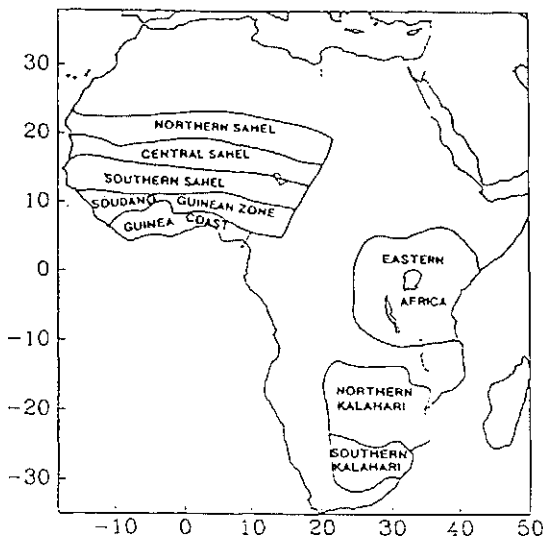 30
20
10
0
-10
-20
-30
NORTHERN SAHEL
CENTRAL SAHEL
SOUTHERN SAHEL
SOUDANO GUINEAN ZONE
GUINEA COAST
EASTERN
AFRICA
NORTHERN
KALAHARI
SOUTHERN
KALAHARI
-10 0 10 20 30 40 50